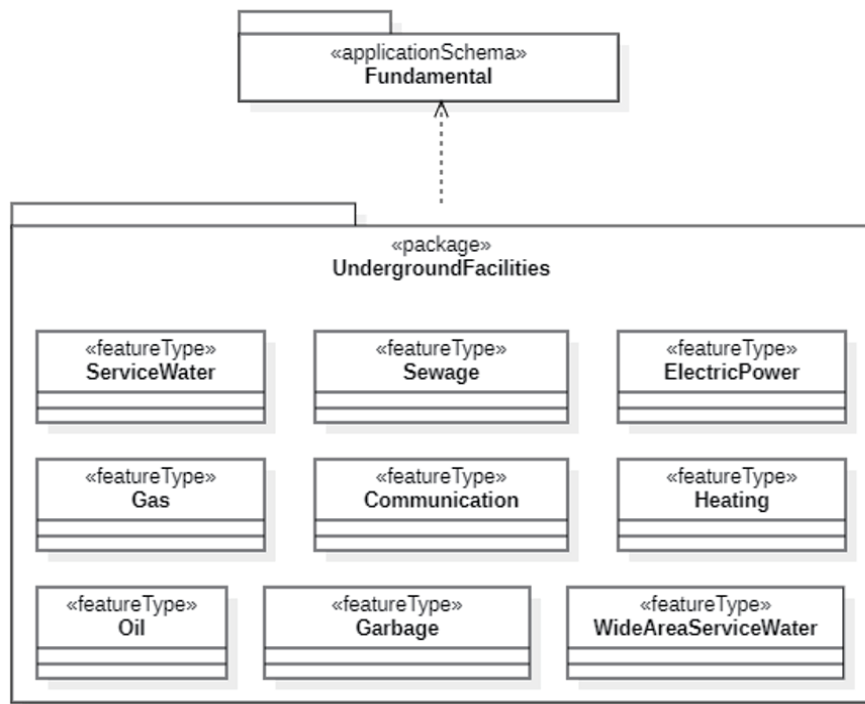 «applicationSchema»
Fundamental
«package»
UndergroundFacilities
«featureType»
ServiceWater
«featureType»
Sewage
«featureType»
ElectricPower
«featureType»
Gas
«featureType»
Communication
«featureType»
Heating
«featureType»
Oil
«featureType»
Garbage
«featureType»
WideAreaServiceWater